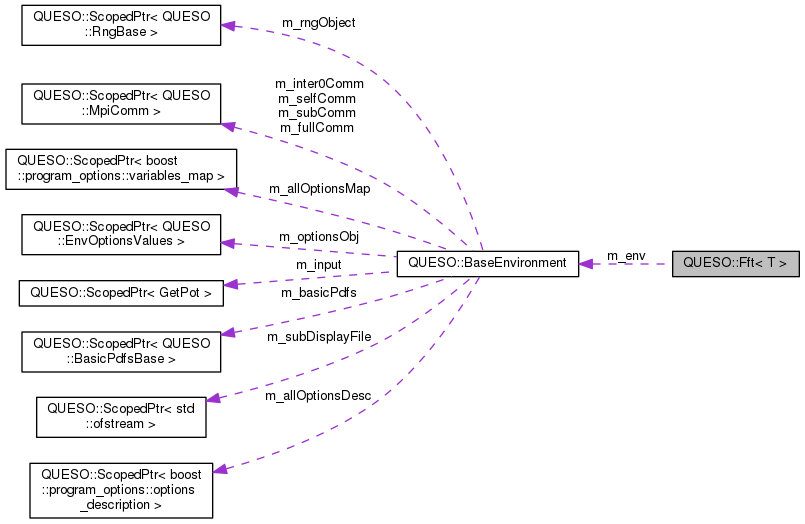 QUESO::ScopedPtr< QUESO
::RngBase >
m_rngObject
QUESO::ScopedPtr< QUESO
::MpiComm >
m_inter0Comm
m_selfComm
m_subComm
m_fullComm
QUESO::ScopedPtr< boost
::program_options::variables_map >
m_allOptionsMap
QUESO::ScopedPtr< QUESO
::EnvOptionsValues >
m_optionsObj
QUESO::BaseEnvironment
m_env
QUESO::Fft< T >
m_input
QUESO::ScopedPtr< GetPot >
m_basicPdfs
QUESO::ScopedPtr< QUESO
::BasicPdfsBase >
m_subDisplayFile
QUESO::ScopedPtr< std
::ofstream >
m_allOptionsDesc
QUESO::ScopedPtr< boost
::program_options::options
_description >